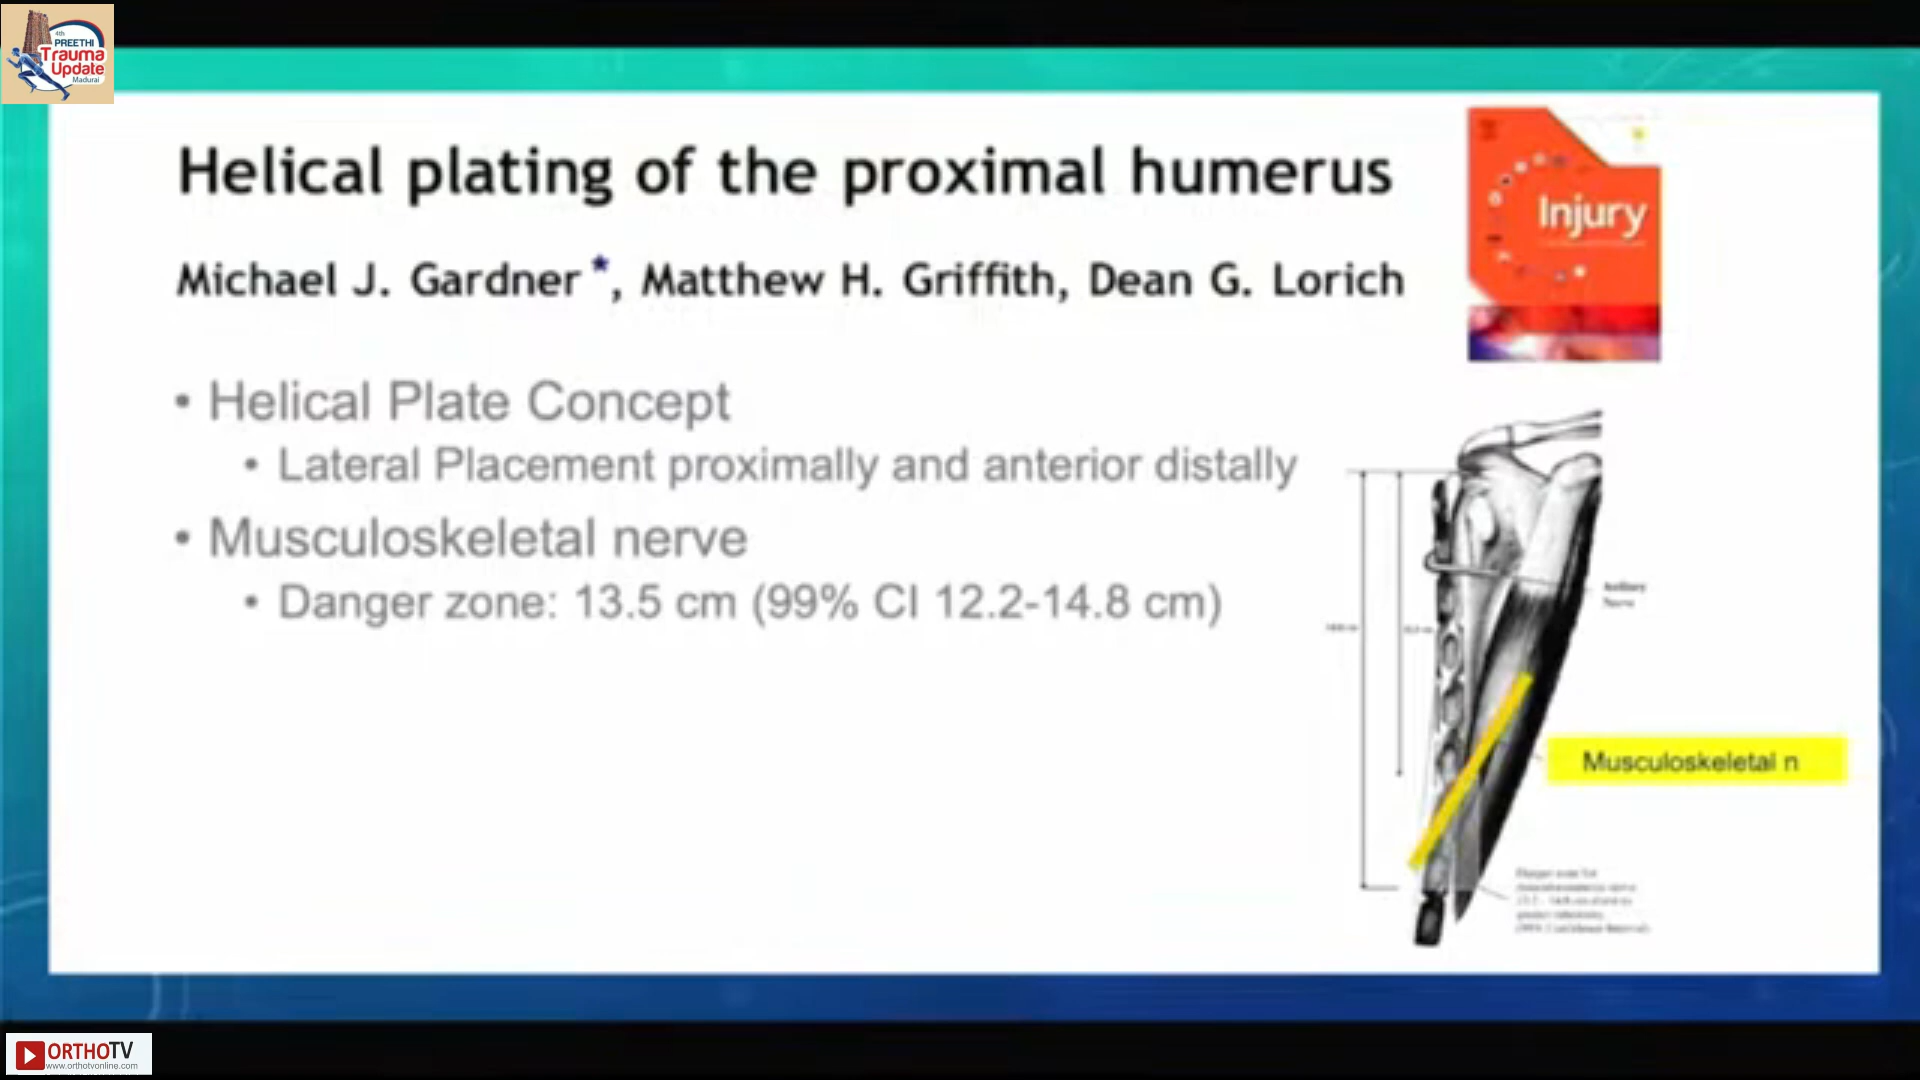 4th
PREETHI
Trauma
Update
Madurai
Helical plating of the proximal humerus
Injury
Michael J. Gardner *, Matthew H. Griffith, Dean G. Lorich
• Helical Plate Concept
• Lateral Placement proximally and anterior distally
• Musculoskeletal nerve
• Danger zone: 13.5 cm (99% CI 12.2-14.8 cm)
Musculoskeletal n
ORTHOTV
www.orthotvonline.com